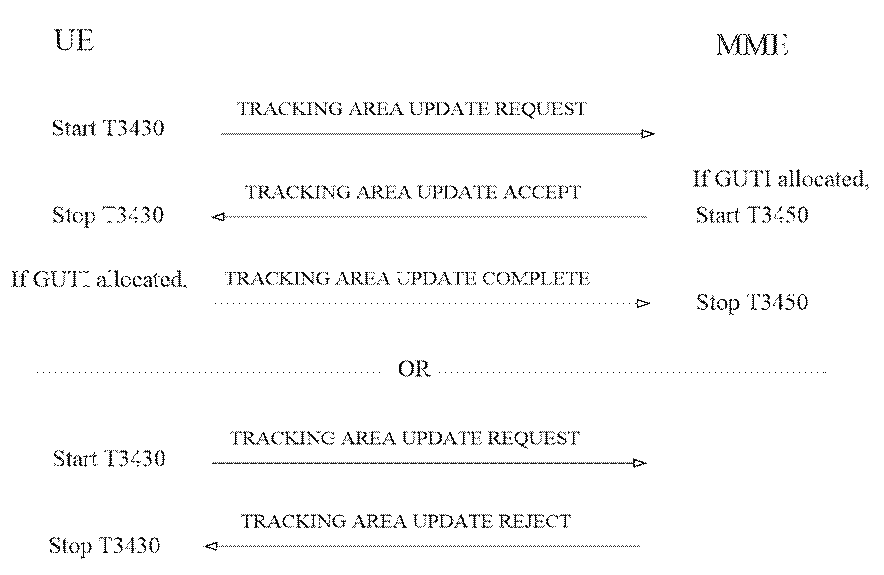 UE
MME
TRACKING AREA UPDATE REQUEST
Start T3430
TRACKING AREA UPDATE ACCEPT
If GUTI allocated,
Stop T3430
Start T3450
If GUTI allocated,
TRACKING AREA UPDATE COMPLETE
Stop T3450
OR
TRACKING AREA UPDATE REQUEST
Start T3430
TRACKING AREA UPDATE REJECT
Stop T3430